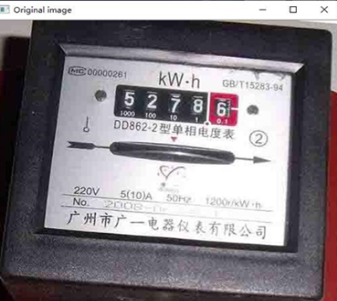 Original image
MC 00000261
kW·h
GB/T15283-94
5 2 7 8 6
1000 100 10 1 0.1
DD862-2型单相电度表
②
220V 5(10)A 50Hz 1200r/kW·h
No. 2008-
广州市广一电器仪表有限公司